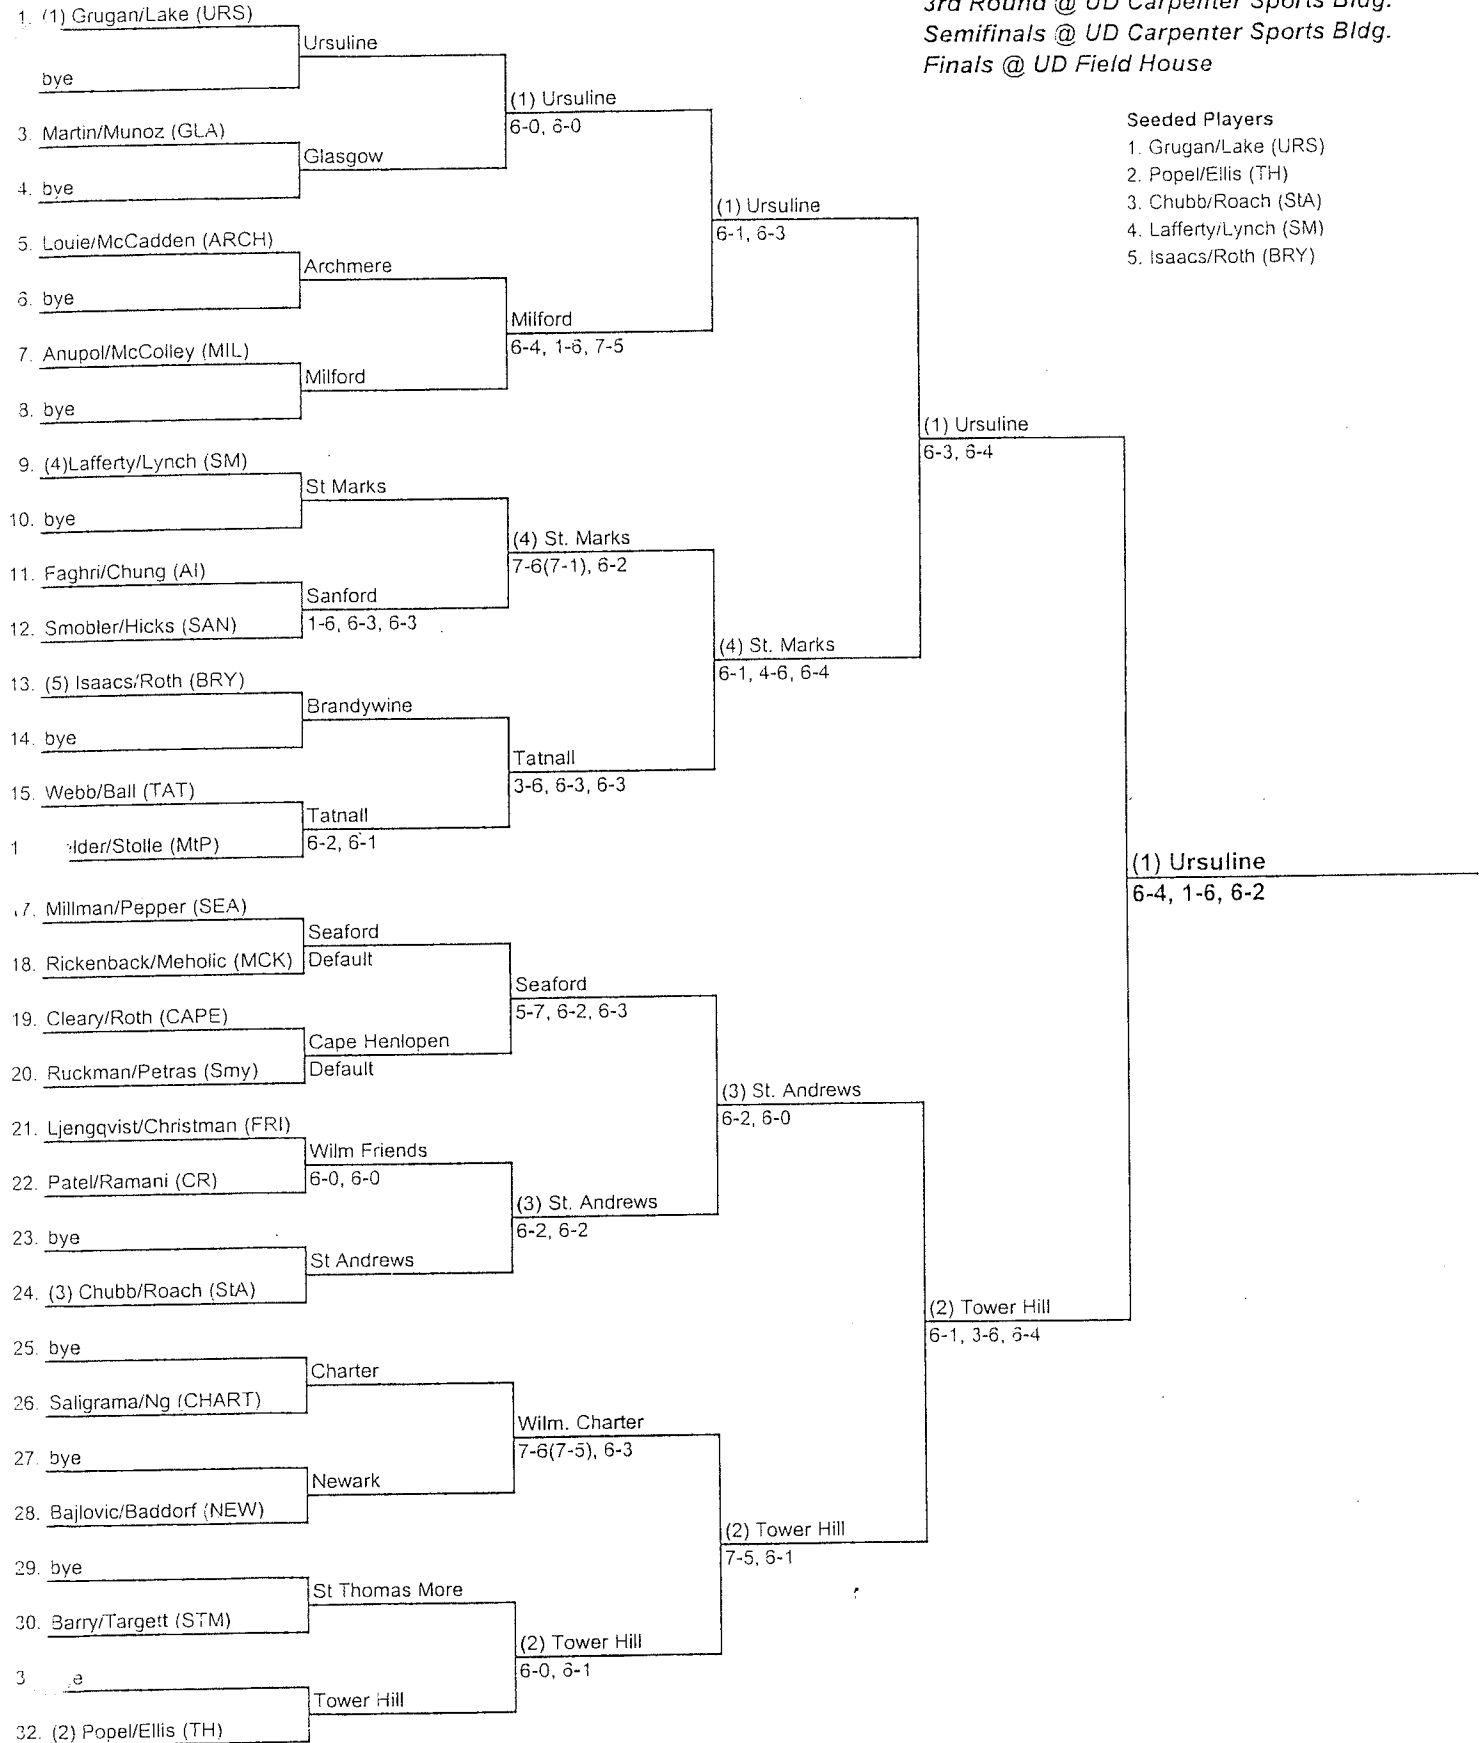 3rd Round @ UD Carpenter Sports Bldg.
Semifinals @ UD Carpenter Sports Bldg.
Finals @ UD Field House
Seeded Players
1. Grugan/Lake (URS)
2. Popel/Ellis (TH)
3. Chubb/Roach (StA)
4. Lafferty/Lynch (SM)
5. Isaacs/Roth (BRY)
1. (1) Grugan/Lake (URS)
bye
3. Martin/Munoz (GLA)
4. bye
5. Louie/McCadden (ARCH)
6. bye
7. Anupol/McColley (MIL)
8. bye
9. (4)Lafferty/Lynch (SM)
10. bye
11. Faghri/Chung (AI)
12. Smobler/Hicks (SAN)
13. (5) Isaacs/Roth (BRY)
14. bye
15. Webb/Ball (TAT)
1 lder/Stolle (MtP)
7. Millman/Pepper (SEA)
18. Rickenback/Meholic (MCK)
19. Cleary/Roth (CAPE)
20. Ruckman/Petras (Smy)
21. Ljengqvist/Christman (FRI)
22. Patel/Ramani (CR)
23. bye
24. (3) Chubb/Roach (StA)
25. bye
26. Saligrama/Ng (CHART)
27. bye
28. Bajlovic/Baddorf (NEW)
29. bye
30. Barry/Targett (STM)
3 e
32. (2) Popel/Ellis (TH)
Ursuline
Glasgow
Archmere
Milford
St Marks
Sanford
1-6, 6-3, 6-3
Brandywine
Tatnall
6-2, 6-1
Seaford
Default
Cape Henlopen
Default
Wilm Friends
6-0, 6-0
St Andrews
Charter
Newark
St Thomas More
Tower Hill
(1) Ursuline
6-0, 6-0
Milford
6-4, 1-6, 7-5
(4) St. Marks
7-6(7-1), 6-2
Tatnall
3-6, 6-3, 6-3
Seaford
5-7, 6-2, 6-3
(3) St. Andrews
6-2, 6-2
Wilm. Charter
7-6(7-5), 6-3
(2) Tower Hill
6-0, 6-1
(1) Ursuline
6-1, 6-3
(4) St. Marks
6-1, 4-6, 6-4
(3) St. Andrews
6-2, 6-0
(2) Tower Hill
7-5, 6-1
(1) Ursuline
6-3, 6-4
(2) Tower Hill
6-1, 3-6, 6-4
(1) Ursuline
6-4, 1-6, 6-2